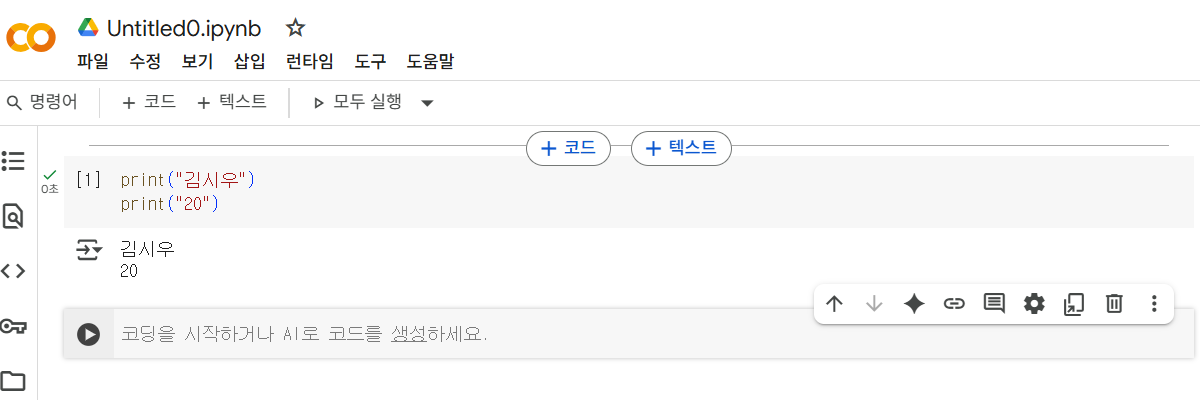 Untitled0.ipynb
파일 수정 보기 삽입 런타임 도구 도움말
명령어 + 코드 + 텍스트 모두 실행
+ 코드 + 텍스트
[1] print("김시우")
0초 print("20")
김시우
20
코딩을 시작하거나 AI로 코드를 생성하세요.